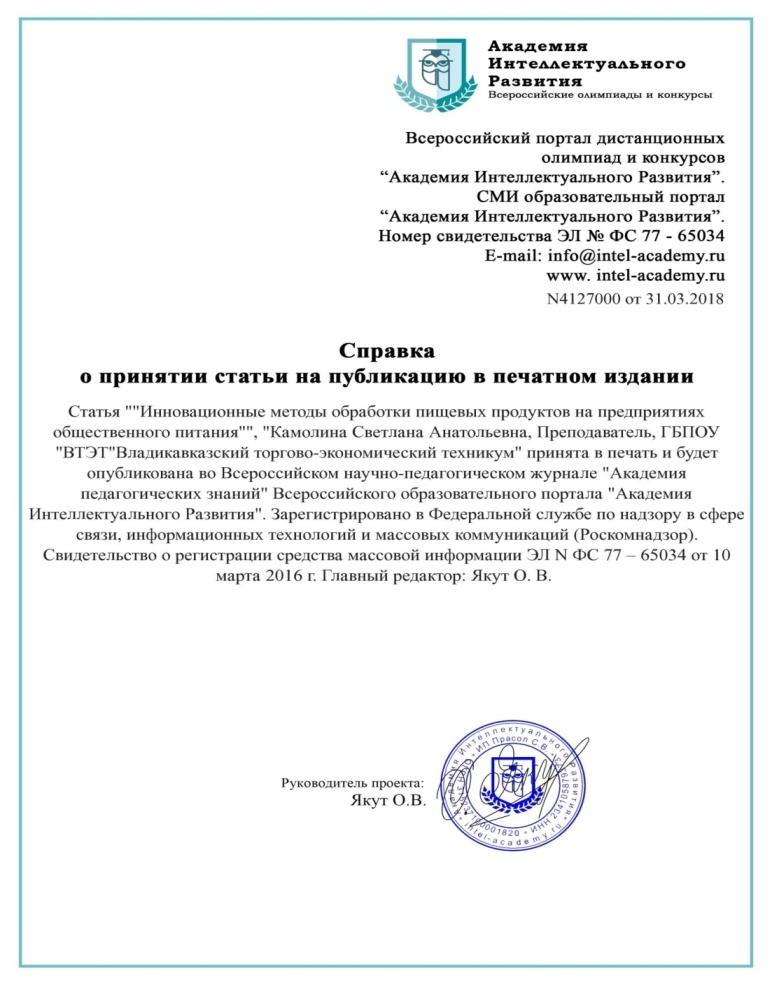 Академия
Интеллектуального
Развития
Всероссийские олимпиады и конкурсы
Всероссийский портал дистанционных
олимпиад и конкурсов
“Академия Интеллектуального Развития”.
СМИ образовательный портал
“Академия Интеллектуального Развития”.
Номер свидетельства ЭЛ № ФС 77 - 65034
E-mail: info@intel-academy.ru
www. intel-academy.ru
N4127000 от 31.03.2018
Справка
о принятии статьи на публикацию в печатном издании
Статья ""Инновационные методы обработки пищевых продуктов на предприятиях
общественного питания"", "Камолина Светлана Анатольевна, Преподаватель, ГБПОУ
"ВТЭТ"Владикавказский торгово-экономический техникум" принята в печать и будет
опубликована во Всероссийском научно-педагогическом журнале "Академия
педагогических знаний" Всероссийского образовательного портала "Академия
Интеллектуального Развития". Зарегистрировано в Федеральной службе по надзору в сфере
связи, информационных технологий и массовых коммуникаций (Роскомнадзор).
Свидетельство о регистрации средства массовой информации ЭЛ N ФС 77 – 65034 от 10
марта 2016 г. Главный редактор: Якут О. В.
Руководитель проекта:
Якут О.В.
Академия Интеллектуального Развития
intel-academy.ru
ИП Прасол С.В.